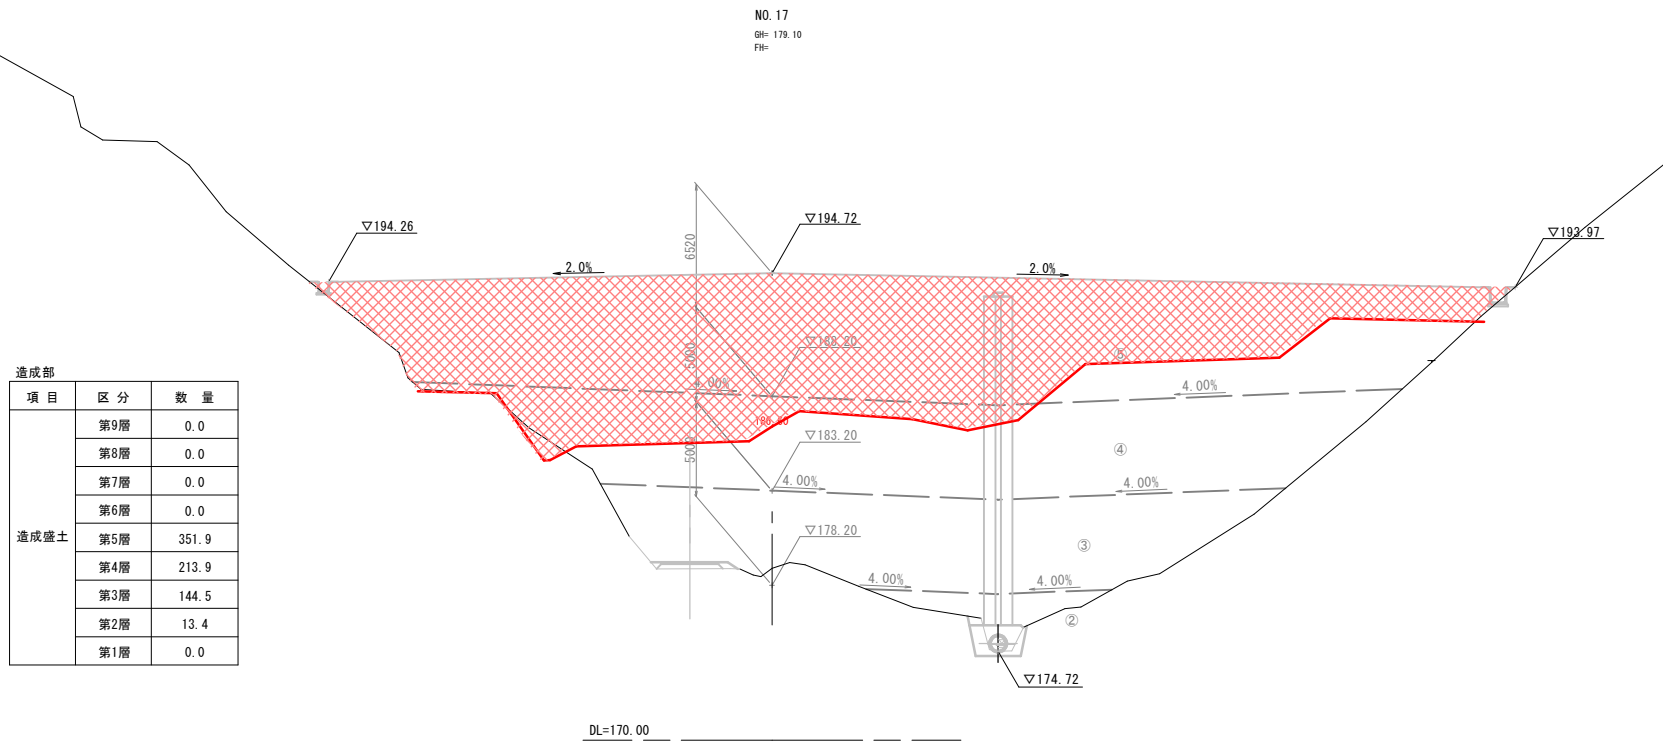 NO. 17
GH= 179.10
FH=
▽194.26
▽194.72
▽193.97
2.0%
2.0%
6520
5000
▽188.20
⑤
4.00%
4.00%
186.60
5000
▽183.20
④
4.00%
4.00%
▽178.20
③
4.00%
4.00%
②
▽174.72
DL=170.00
造成部
項 目 区 分 数 量
造成盛土
第9層 0.0
第8層 0.0
第7層 0.0
第6層 0.0
第5層 351.9
第4層 213.9
第3層 144.5
第2層 13.4
第1層 0.0